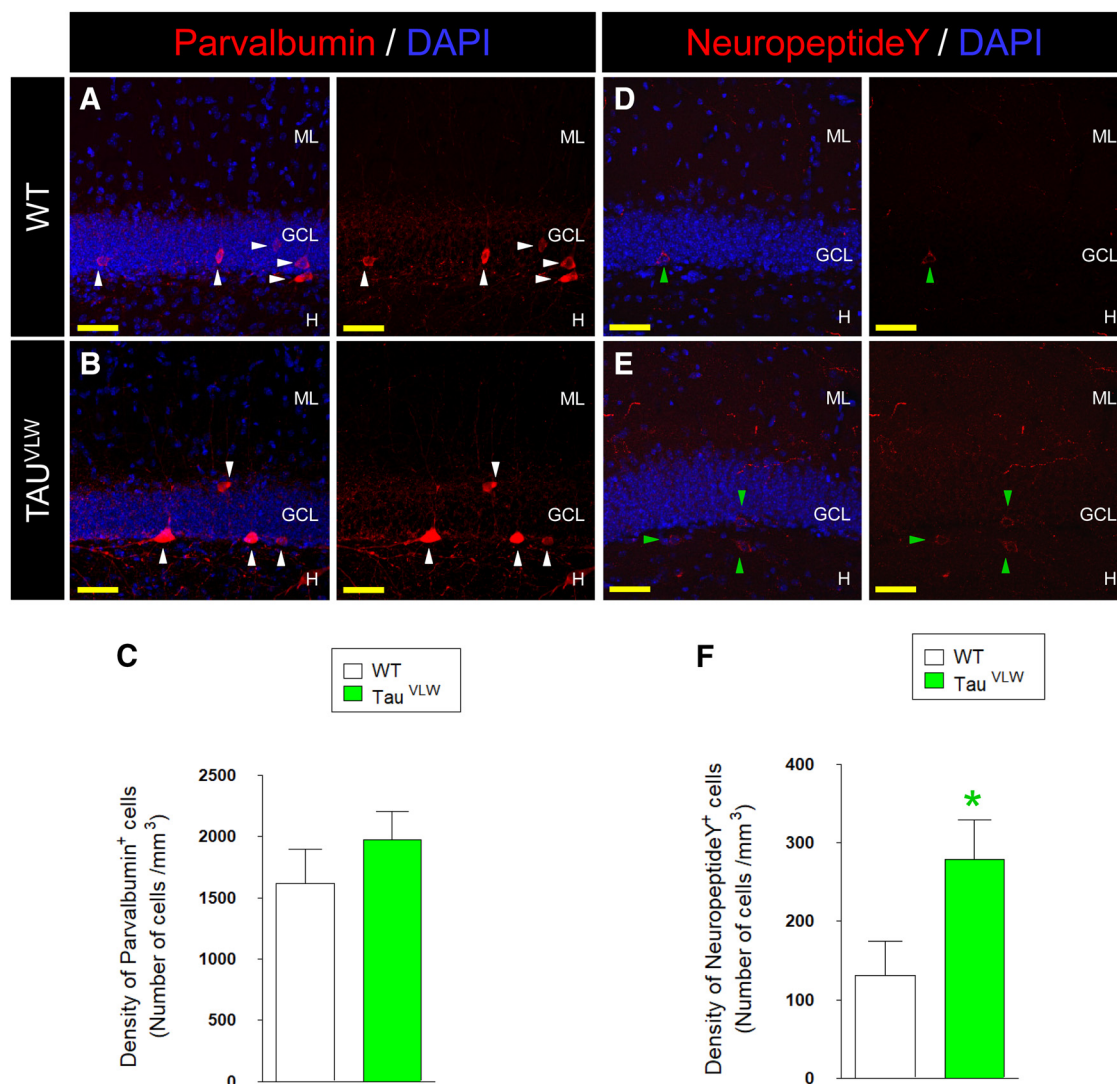 Parvalbumin / DAPI
NeuropeptideY / DAPI
WT
A
ML
GCL
H
ML
GCL
H
D
ML
GCL
H
ML
GCL
H
TAU^VLW
B
ML
GCL
H
ML
GCL
H
E
ML
GCL
H
ML
GCL
H
C
WT
Tau ^VLW
Density of Parvalbumin⁺ cells
(Number of cells /mm³)
2500
2000
1500
1000
500
0
F
WT
Tau ^VLW
Density of NeuropeptideY⁺ cells
(Number of cells /mm³)
400
300
200
100
0
*